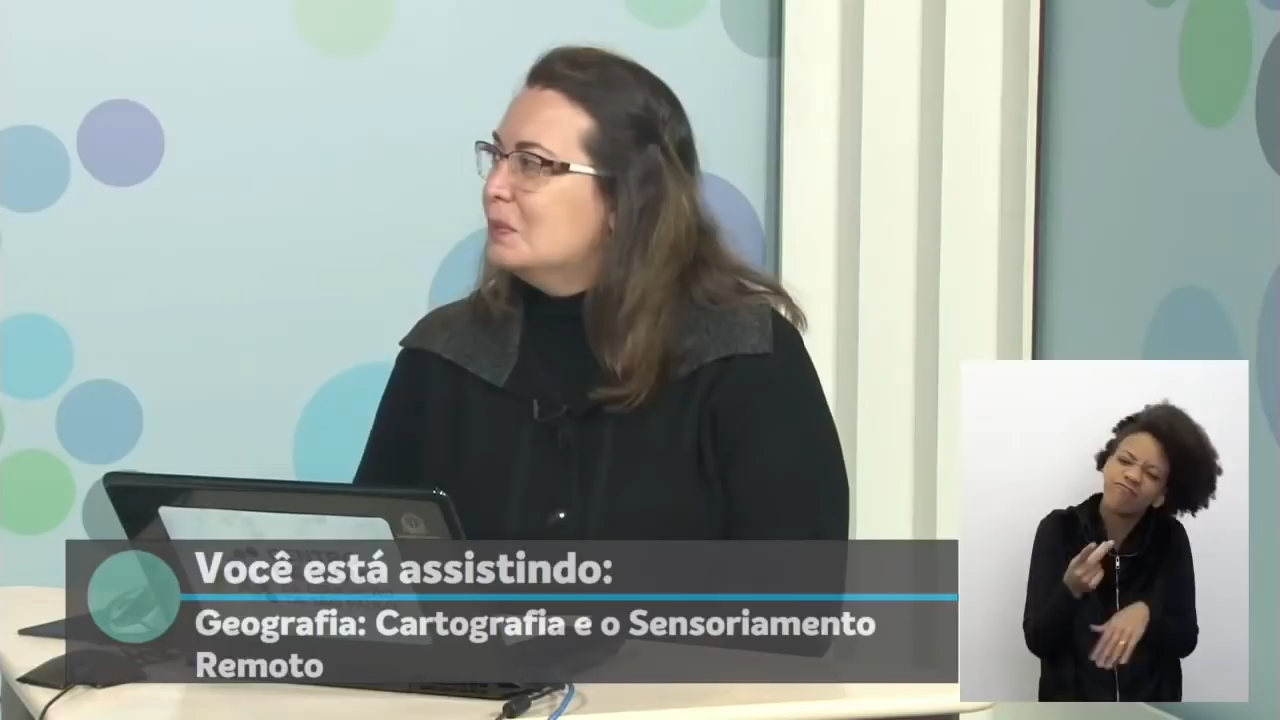 Você está assistindo:
Geografia: Cartografia e o Sensoriamento
Remoto